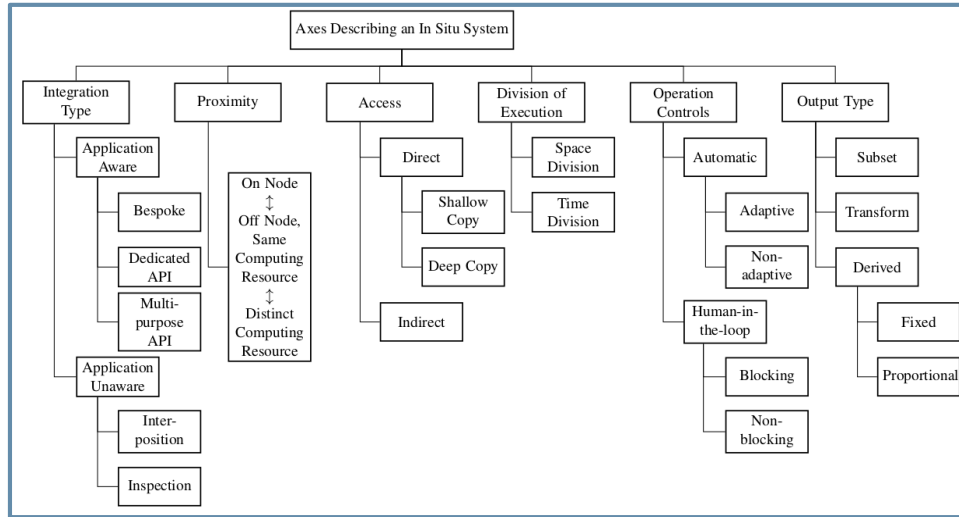 Axes Describing an In Situ System
Integration
Type
Application
Aware
Bespoke
Dedicated
API
Multi-
purpose
API
Application
Unaware
Inter-
position
Inspection
Proximity
On Node
↕
Off Node,
Same
Computing
Resource
↕
Distinct
Computing
Resource
Access
Direct
Shallow
Copy
Deep Copy
Indirect
Division of
Execution
Space
Division
Time
Division
Operation
Controls
Automatic
Adaptive
Non-
adaptive
Human-in-
the-loop
Blocking
Non-
blocking
Output Type
Subset
Transform
Derived
Fixed
Proportional